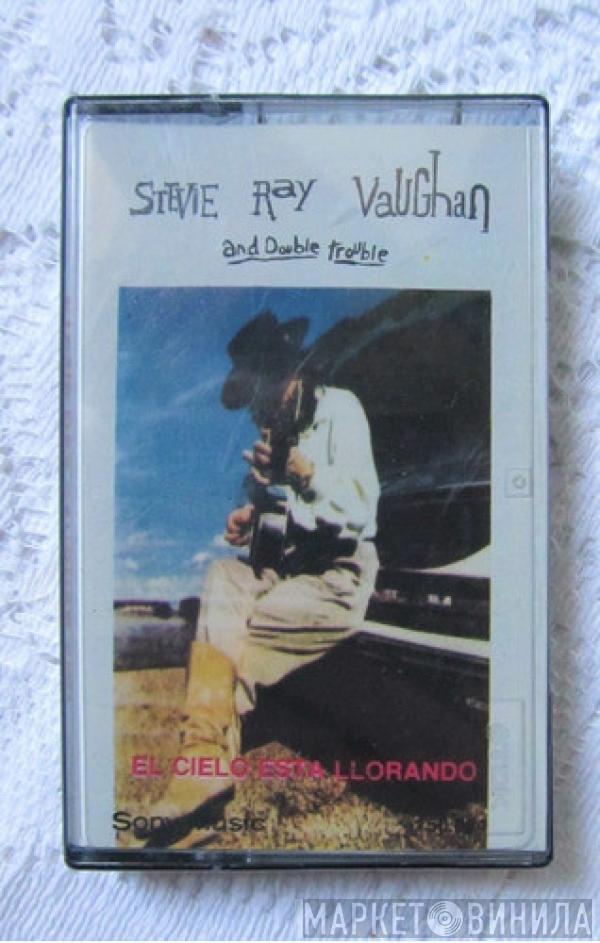 STEVIE Ray VauGhan
and Double trouble
EL CIELO ESTA LLORANDO
Sony Music
МАРКЕТ ВИНИЛА